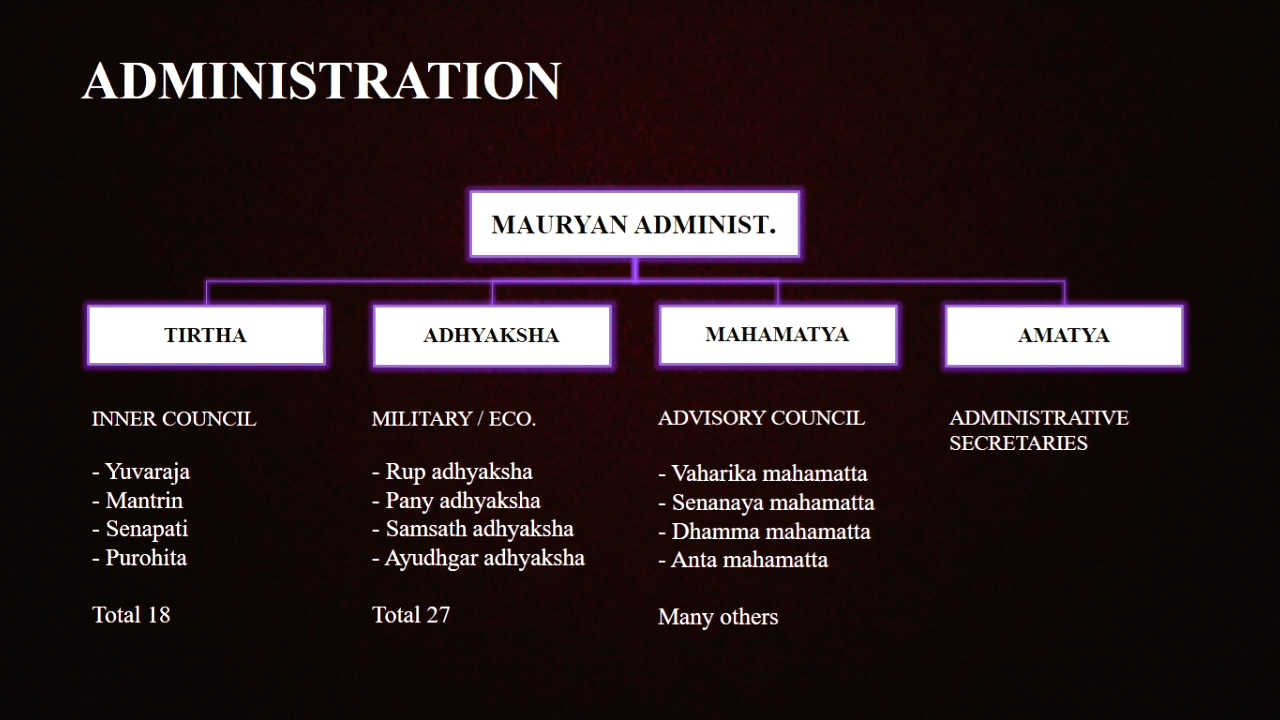 ADMINISTRATION
MAURYAN ADMINIST.
TIRTHA
ADHYAKSHA
MAHAMATYA
AMATYA
INNER COUNCIL
- Yuvaraja
- Mantrin
- Senapati
- Purohita
Total 18
MILITARY / ECO.
- Rup adhyaksha
- Pany adhyaksha
- Samsath adhyaksha
- Ayudhgar adhyaksha
Total 27
ADVISORY COUNCIL
- Vaharika mahamatta
- Senanaya mahamatta
- Dhamma mahamatta
- Anta mahamatta
Many others
ADMINISTRATIVE
SECRETARIES